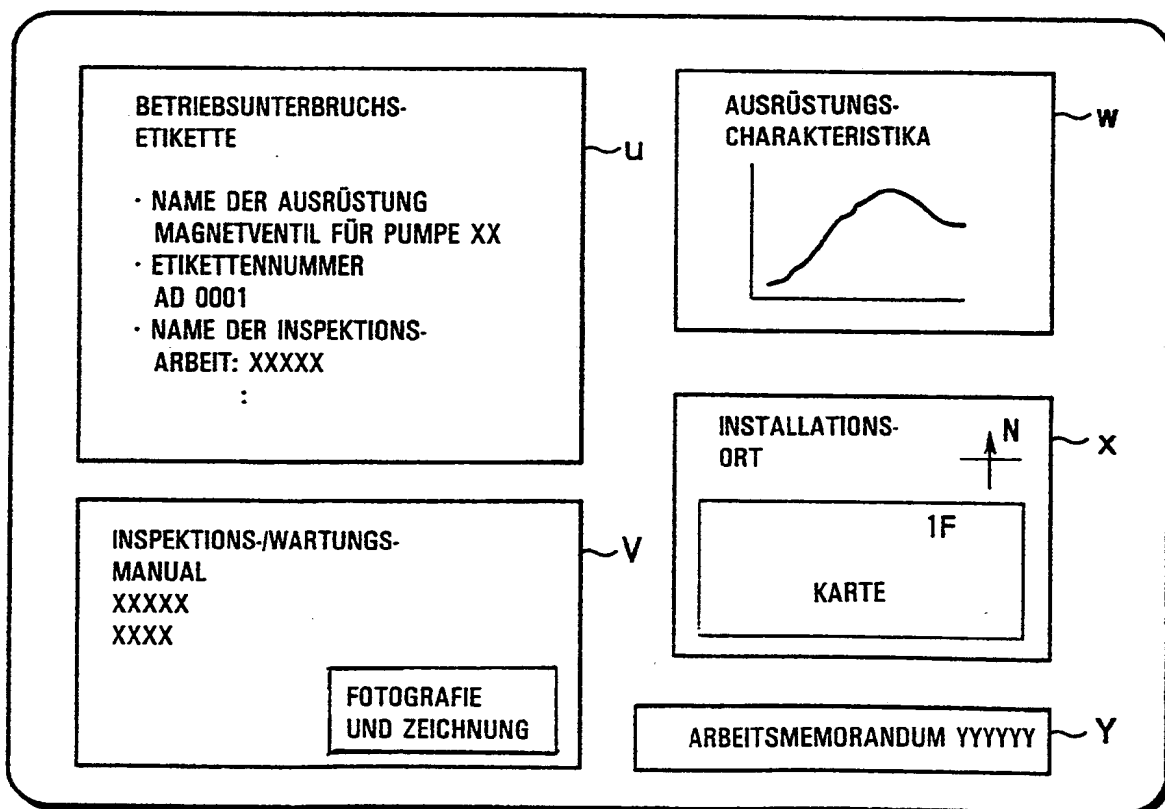 BETRIEBSUNTERBRUCHS-
ETIKETTE
u
· NAME DER AUSRÜSTUNG
MAGNETVENTIL FÜR PUMPE XX
· ETIKETTENNUMMER
AD 0001
· NAME DER INSPEKTIONS-
ARBEIT: XXXXX
:
AUSRÜSTUNGS-
CHARAKTERISTIKA
w
INSTALLATIONS-
ORT
N
x
1F
KARTE
INSPEKTIONS-/WARTUNGS-
MANUAL
XXXXX
XXXX
V
FOTOGRAFIE
UND ZEICHNUNG
ARBEITSMEMORANDUM YYYYYY
Y